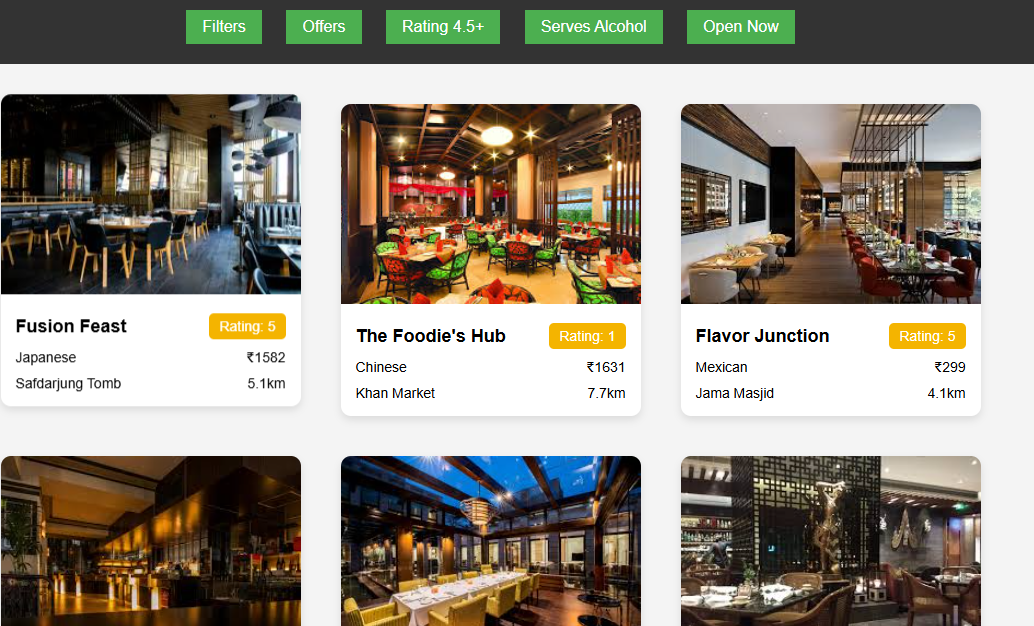 Filters Offers Rating 4.5+ Serves Alcohol Open Now
Fusion Feast Rating: 5
Japanese ₹1582
Safdarjung Tomb 5.1km
The Foodie's Hub Rating: 1
Chinese ₹1631
Khan Market 7.7km
Flavor Junction Rating: 5
Mexican ₹299
Jama Masjid 4.1km